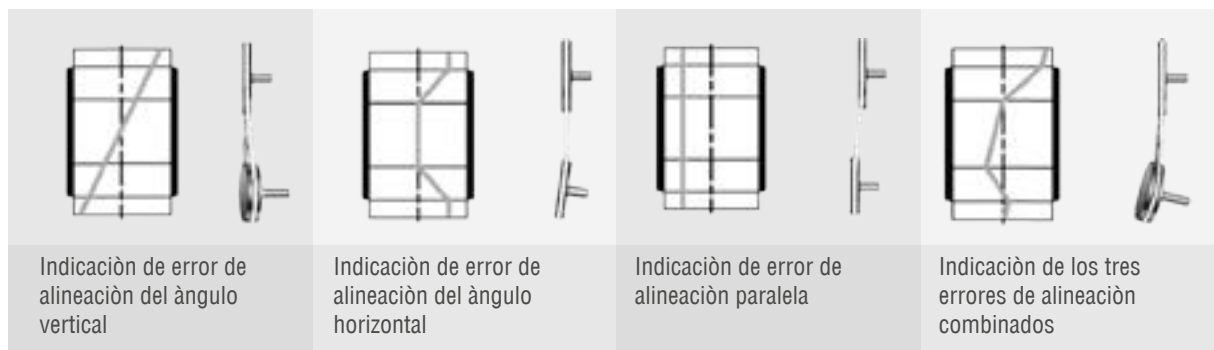 Indicaciòn de error de
alineaciòn del àngulo
vertical
Indicaciòn de error de
alineaciòn del àngulo
horizontal
Indicaciòn de error de
alineaciòn paralela
Indicaciòn de los tres
errores de alineaciòn
combinados